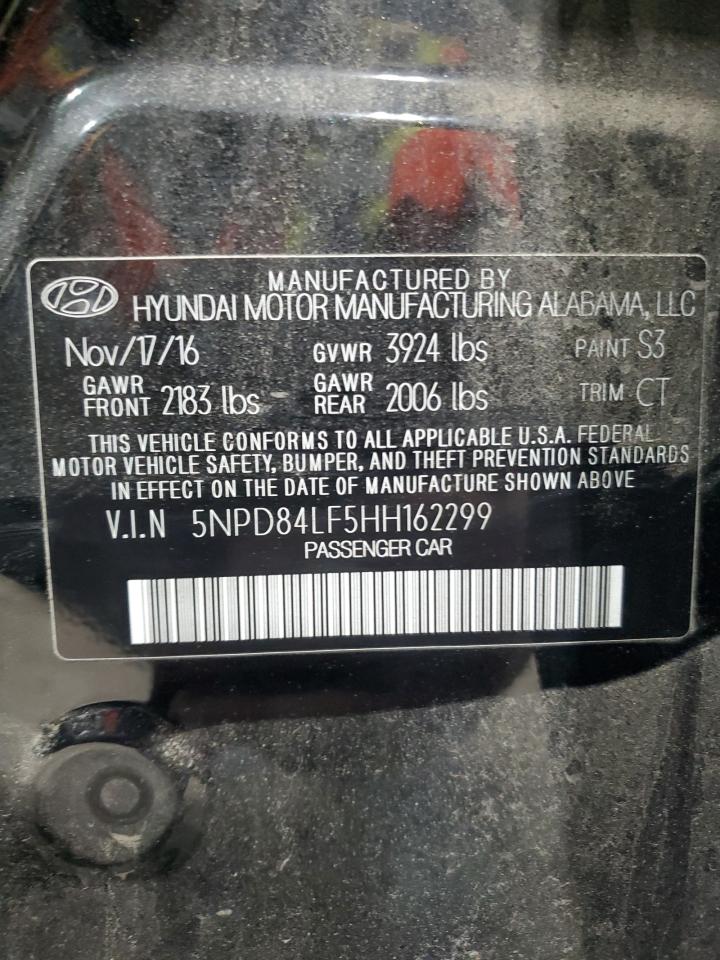 MANUFACTURED BY
HYUNDAI MOTOR MANUFACTURING ALABAMA, LLC
Nov/17/16 GVWR 3924 lbs PAINT S3
GAWR FRONT 2183 lbs GAWR REAR 2006 lbs TRIM CT
THIS VEHICLE CONFORMS TO ALL APPLICABLE U.S.A. FEDERAL
MOTOR VEHICLE SAFETY, BUMPER, AND THEFT PREVENTION STANDARDS
IN EFFECT ON THE DATE OF MANUFACTURE SHOWN ABOVE
V.I.N 5NPD84LF5HH162299
PASSENGER CAR